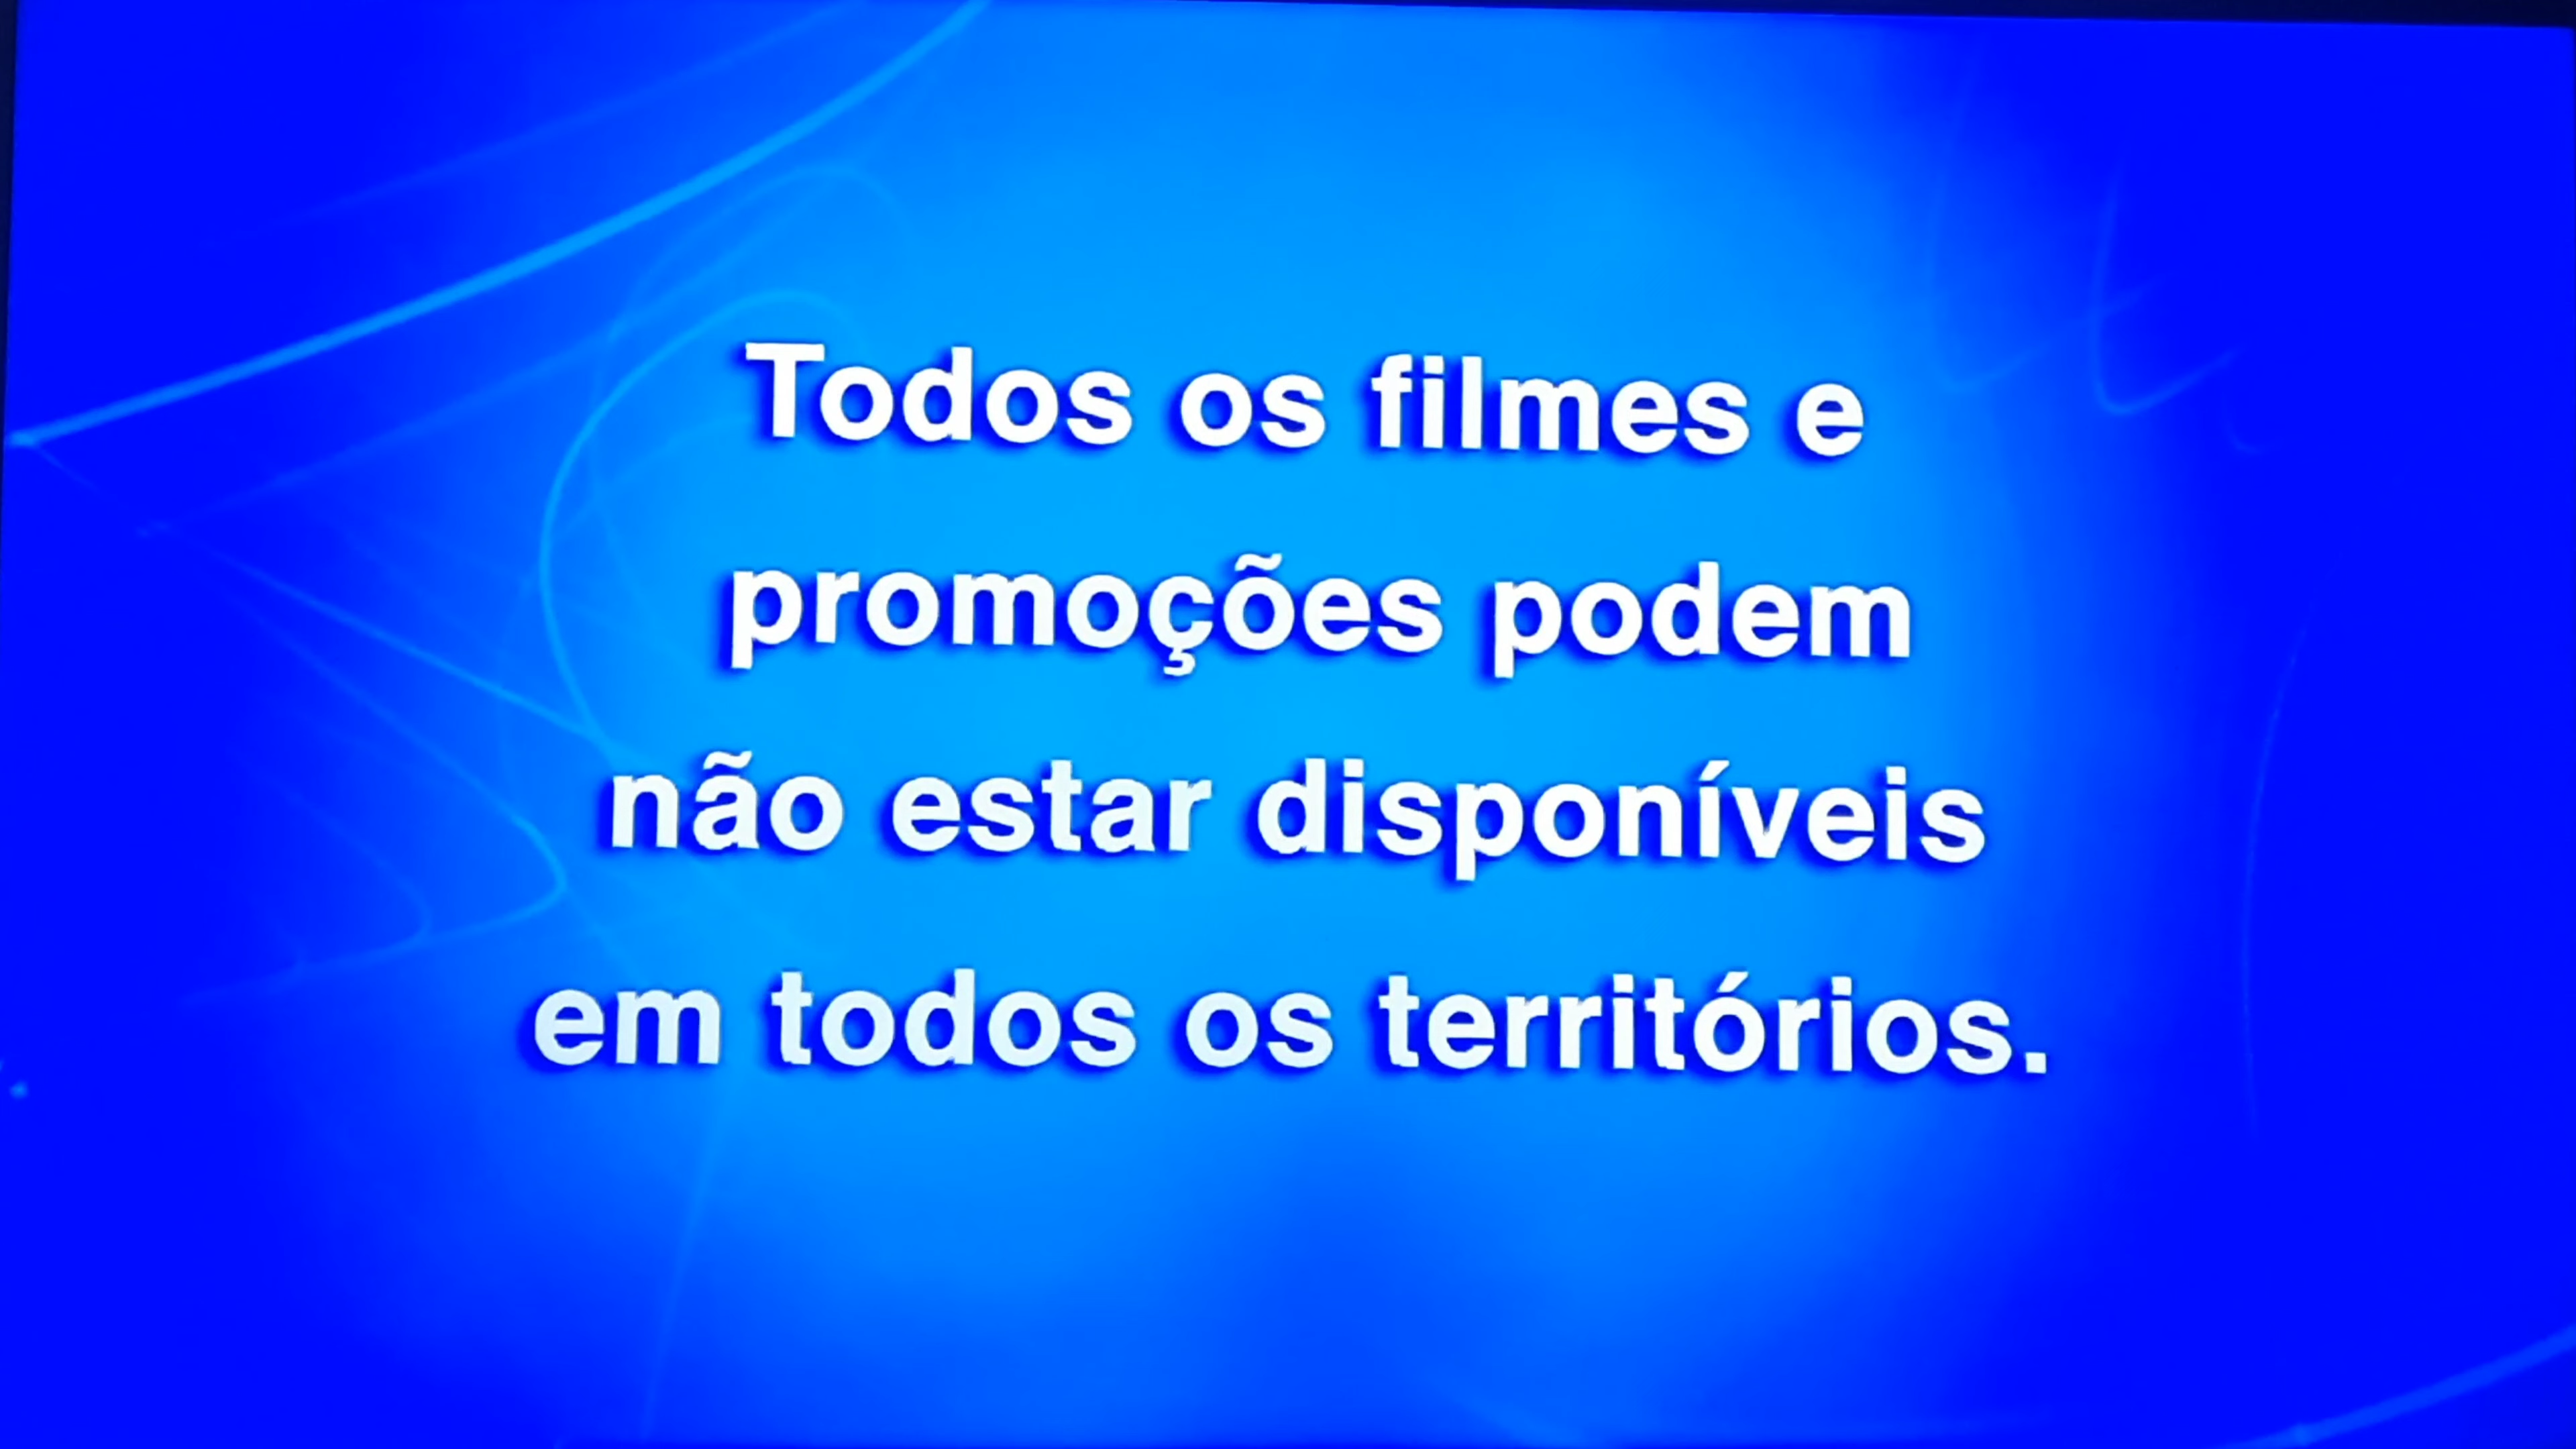 Todos os filmes e
promoções podem
não estar disponíveis
em todos os territórios.